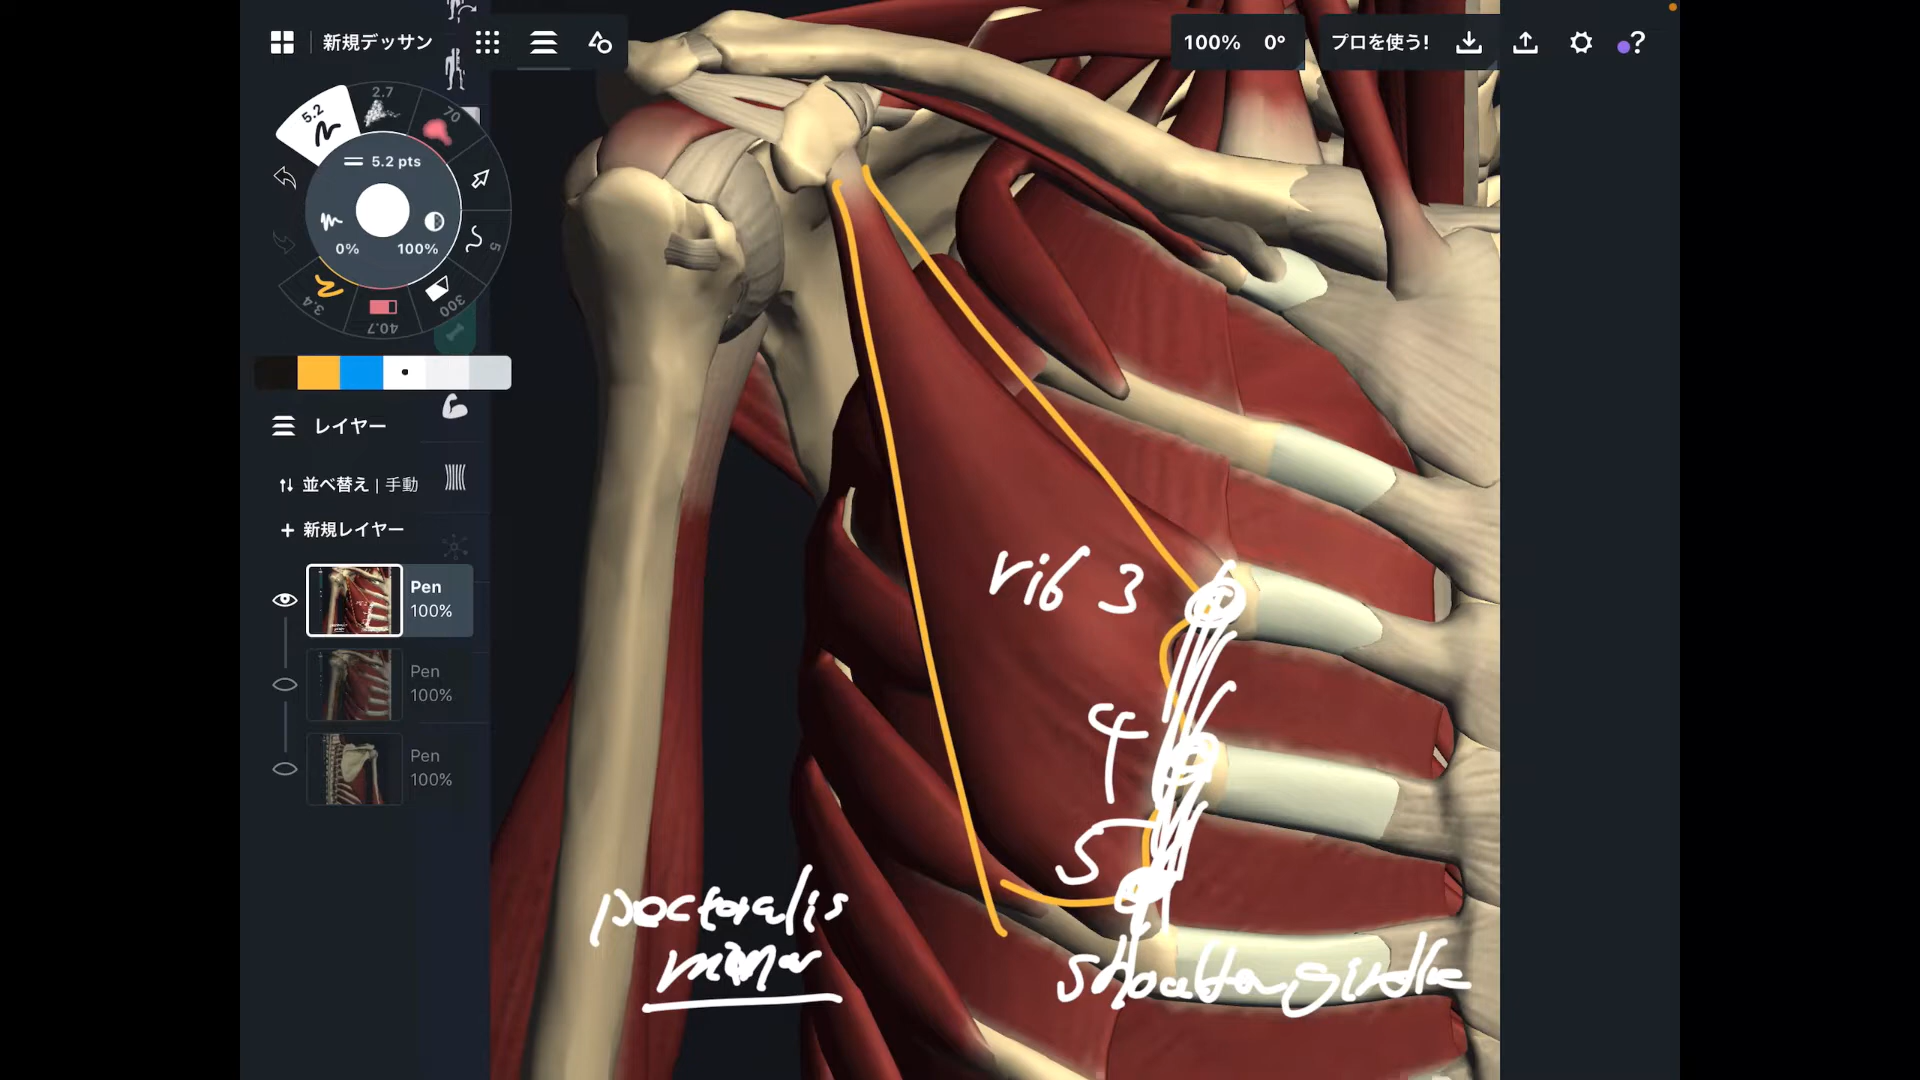 新規デッサン
100% 0°
プロを使う!
?
2.7
5.2
70
5.2 pts
0% 100%
5
3.4
40.7
300
レイヤー
並べ替え | 手動
+ 新規レイヤー
Pen
100%
Pen
100%
Pen
100%
rib 3
4
5
pectoralis
minor
shoulder girdle